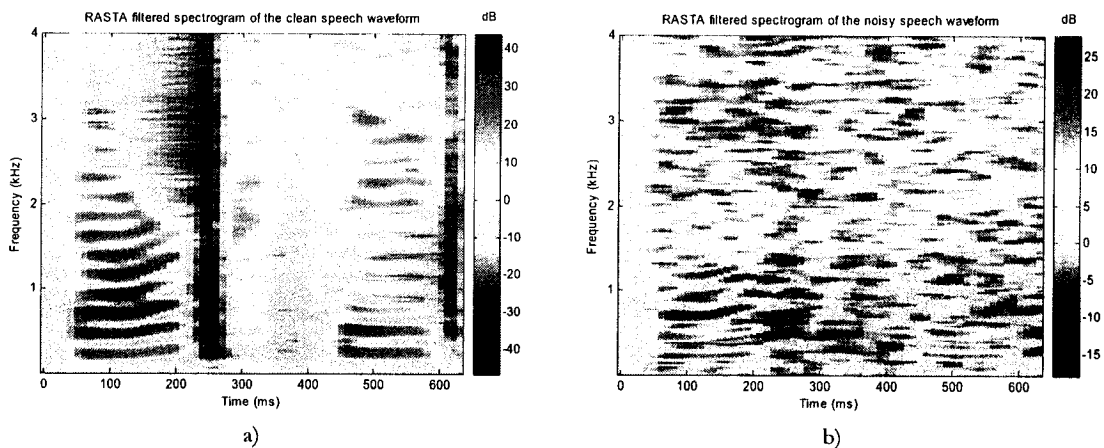 RASTA filtered spectrogram of the clean speech waveform
dB
4
3
2
1
Frequency (kHz)
40
30
20
10
0
-10
-20
-30
-40
0 100 200 300 400 500 600
Time (ms)
a)
RASTA filtered spectrogram of the noisy speech waveform
dB
4
3
2
1
Frequency (kHz)
25
20
15
10
5
0
-5
-10
-15
0 100 200 300 400 500 600
Time (ms)
b)